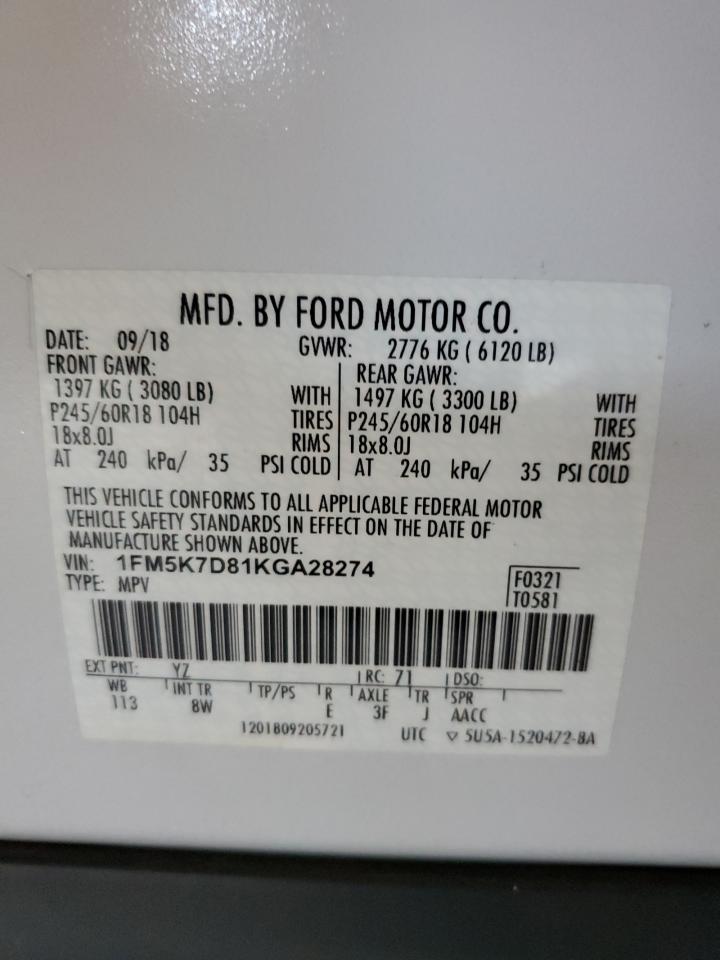 MFD. BY FORD MOTOR CO.
DATE: 09/18 GVWR: 2776 KG ( 6120 LB)
FRONT GAWR: REAR GAWR:
1397 KG ( 3080 LB) WITH 1497 KG ( 3300 LB) WITH
P245/60R18 104H TIRES P245/60R18 104H TIRES
18x8.0J RIMS 18x8.0J RIMS
AT 240 kPa/ 35 PSI COLD AT 240 kPa/ 35 PSI COLD
THIS VEHICLE CONFORMS TO ALL APPLICABLE FEDERAL MOTOR
VEHICLE SAFETY STANDARDS IN EFFECT ON THE DATE OF
MANUFACTURE SHOWN ABOVE.
VIN: 1FM5K7D81KGA28274 F0321
TYPE: MPV T0581
EXT PNT: YZ RC: 71 DSO:
WB INT TR TP/PS R AXLE TR SPR
113 8W E 3F J AACC
1201809205721 UTC ▽ 5U5A-1520472-BA